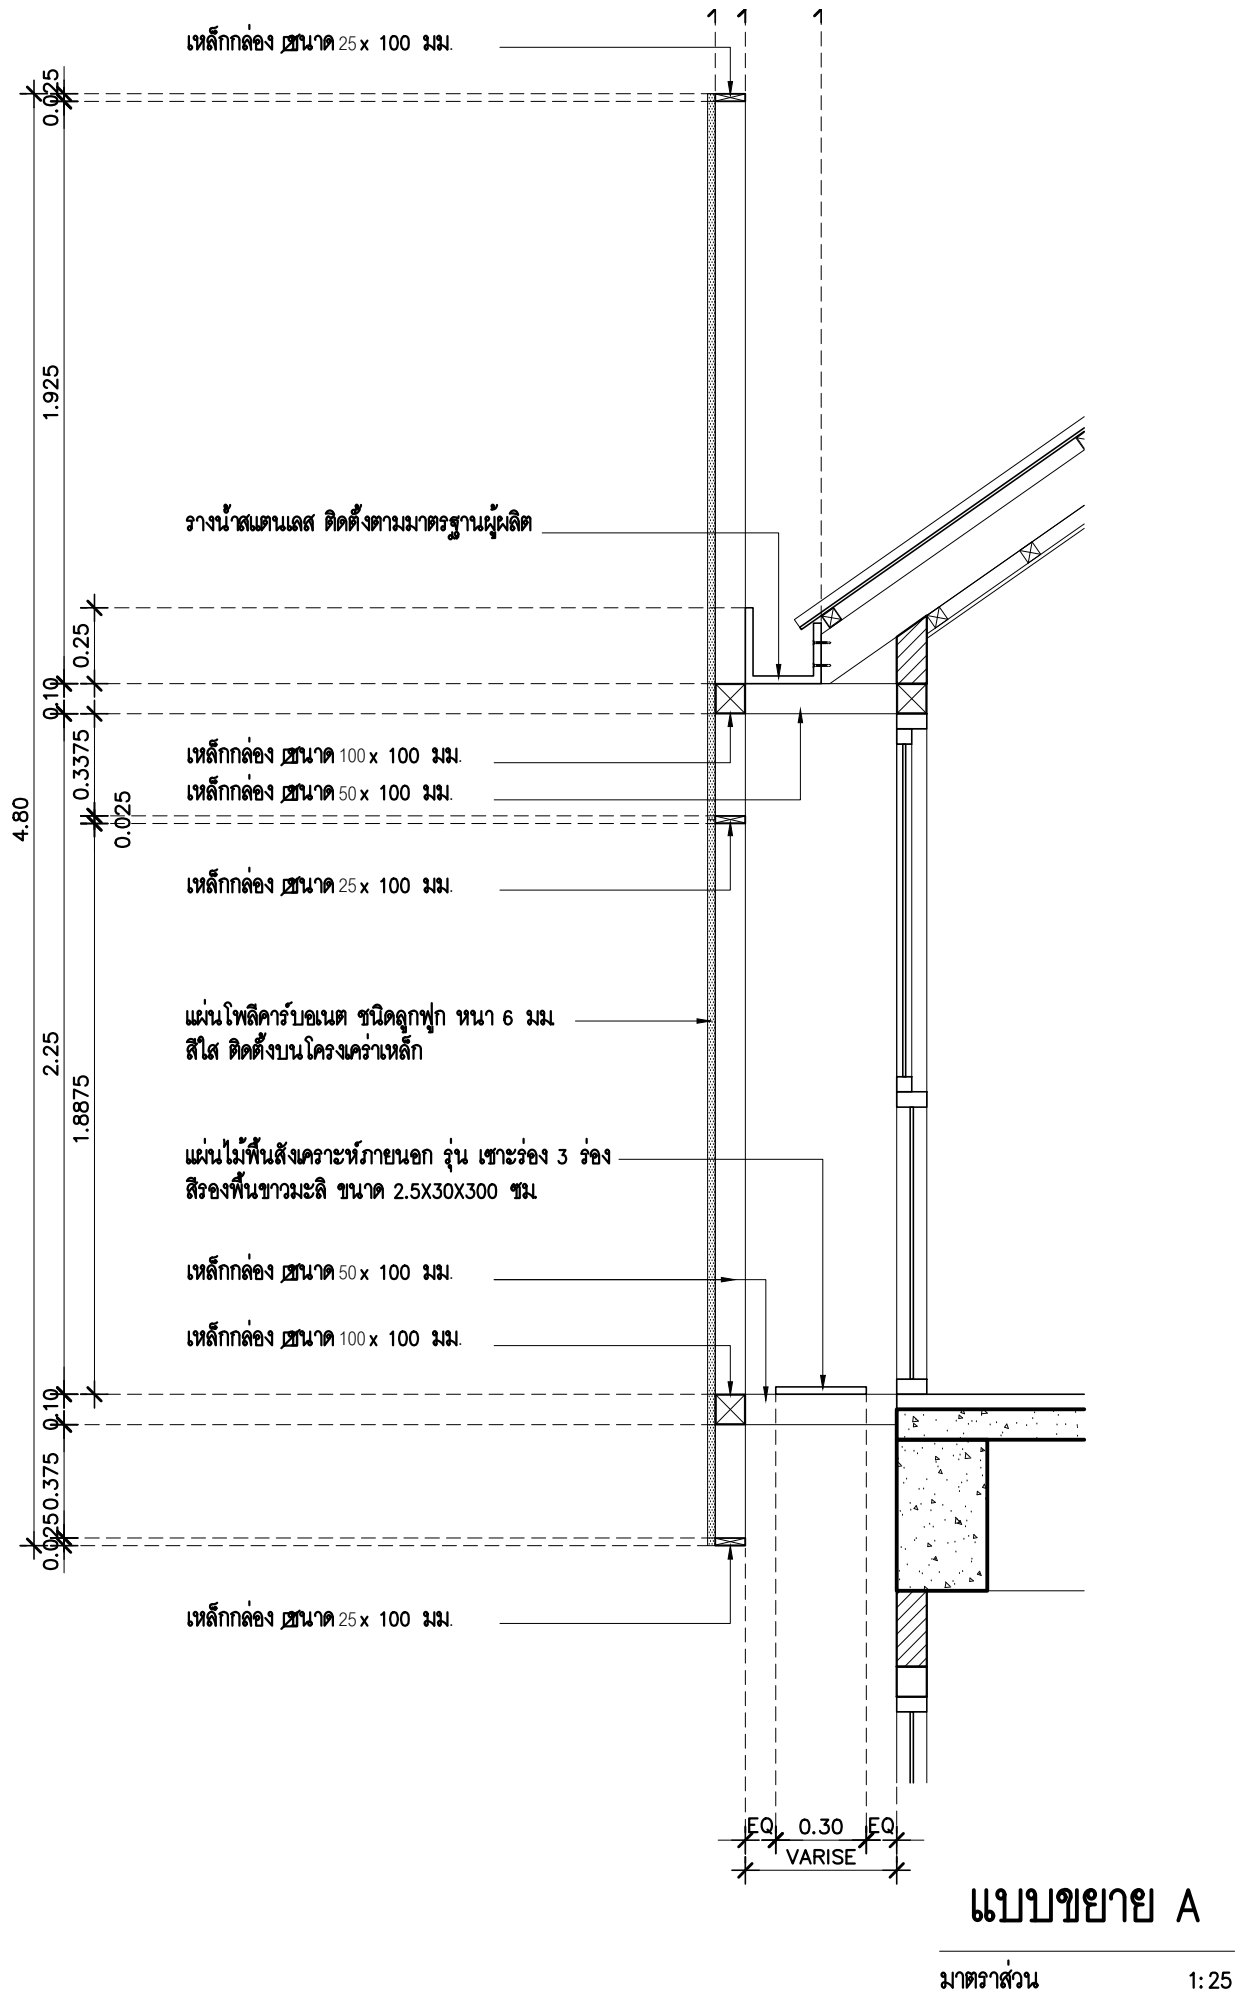 เหล็กกล่อง ขนาด 25 x 100 มม.
0.025
1.925
รางน้ำสแตนเลส ติดตั้งตามมาตรฐานผู้ผลิต
0.25
0.10
เหล็กกล่อง ขนาด 100 x 100 มม.
0.3375
เหล็กกล่อง ขนาด 50 x 100 มม.
4.80
0.025
เหล็กกล่อง ขนาด 25 x 100 มม.
แผ่นโพลีคาร์บอเนต ชนิดลูกฟูก หนา 6 มม.
สีใส ติดตั้งบนโครงเคร่าเหล็ก
2.25
1.8875
แผ่นไม้พื้นสังเคราะห์ภายนอก รุ่น เซาะร่อง 3 ร่อง
สีรองพื้นขาวมะลิ ขนาด 2.5X30X300 ซม.
เหล็กกล่อง ขนาด 50 x 100 มม.
เหล็กกล่อง ขนาด 100 x 100 มม.
0.10
0.375
0.025
เหล็กกล่อง ขนาด 25 x 100 มม.
EQ 0.30 EQ
VARISE
แบบขยาย A
มาตราส่วน 1:25